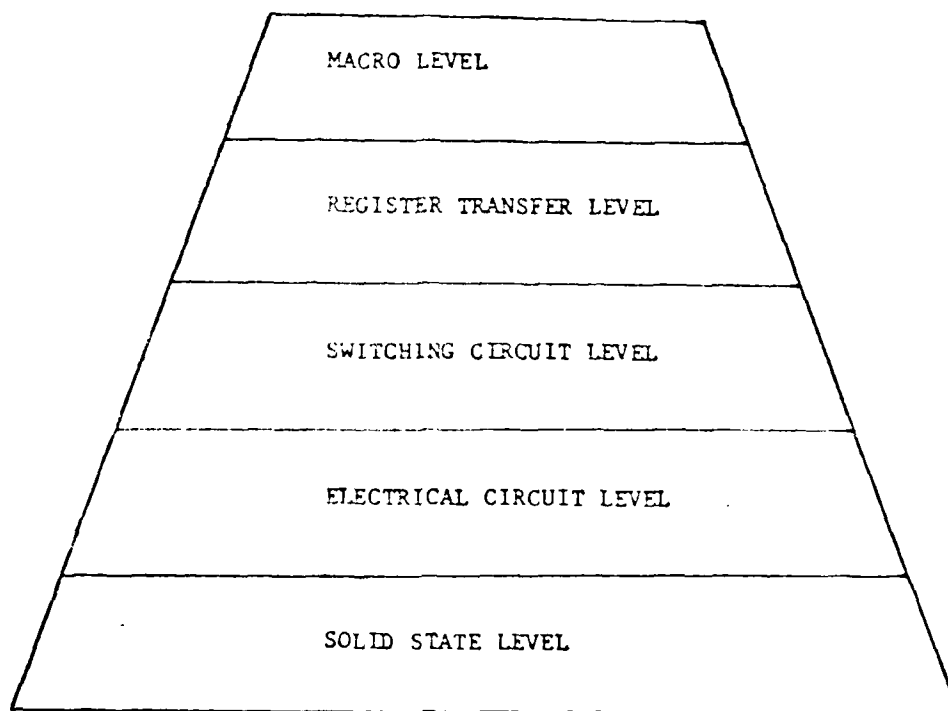 MACRO LEVEL
REGISTER TRANSFER LEVEL
SWITCHING CIRCUIT LEVEL
ELECTRICAL CIRCUIT LEVEL
SOLID STATE LEVEL